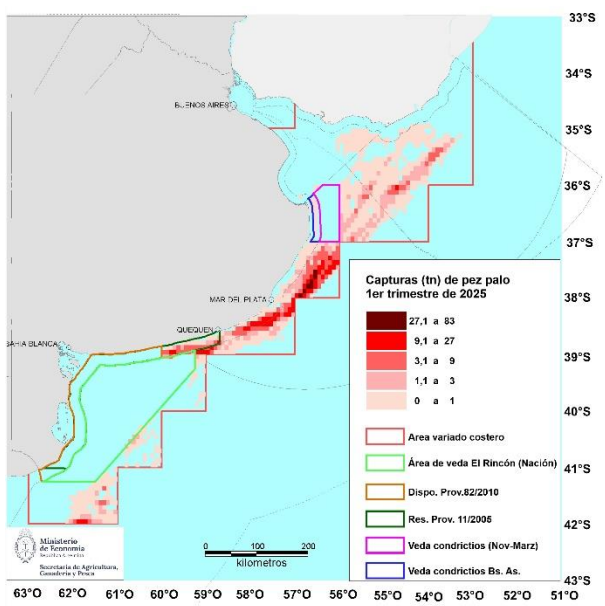 33°S
34°S
35°S
36°S
37°S
38°S
39°S
40°S
41°S
42°S
43°S
BUENOS AIRES
MAR DEL PLATA
QUEQUEN
BAHIA BLANCA
Capturas (tn) de pez palo
1er trimestre de 2025
27,1 a 83
9,1 a 27
3,1 a 9
1,1 a 3
0 a 1
Area variado costero
Área de veda El Rincón (Nación)
Dispo. Prov.82/2010
Res. Prov. 11/2005
Veda condrictios (Nov-Marz)
Veda condrictios Bs. As.
Ministerio
de Economía
República Argentina
Secretaría de Agricultura,
Ganadería y Pesca
0 100 200
kilometros
63°O 62°O 61°O 60°O 59°O 58°O 57°O 56°O 55°O 54°O 53°O 52°O 51°O